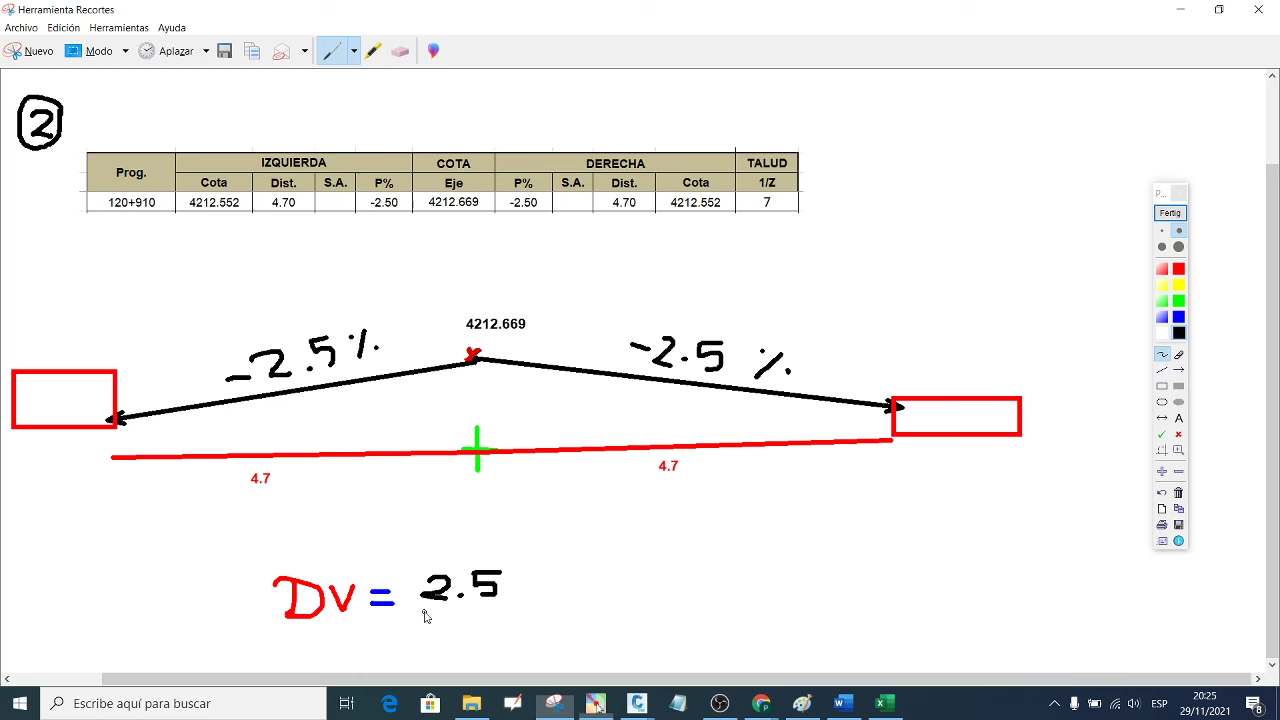 Herramienta Recortes
Archivo Edición Herramientas Ayuda
Nuevo Modo Aplazar
2
Prog. IZQUIERDA COTA DERECHA TALUD
Cota Dist. S.A. P% Eje P% S.A. Dist. Cota 1/Z
120+910 4212.552 4.70 -2.50 4212.669 -2.50 4.70 4212.552 7
P...
Fertig
4212.669
-2.5% -2.5 %
4.7 4.7
DV = 2.5
A
Escribe aquí para buscar
ESP
20:25
29/11/2021